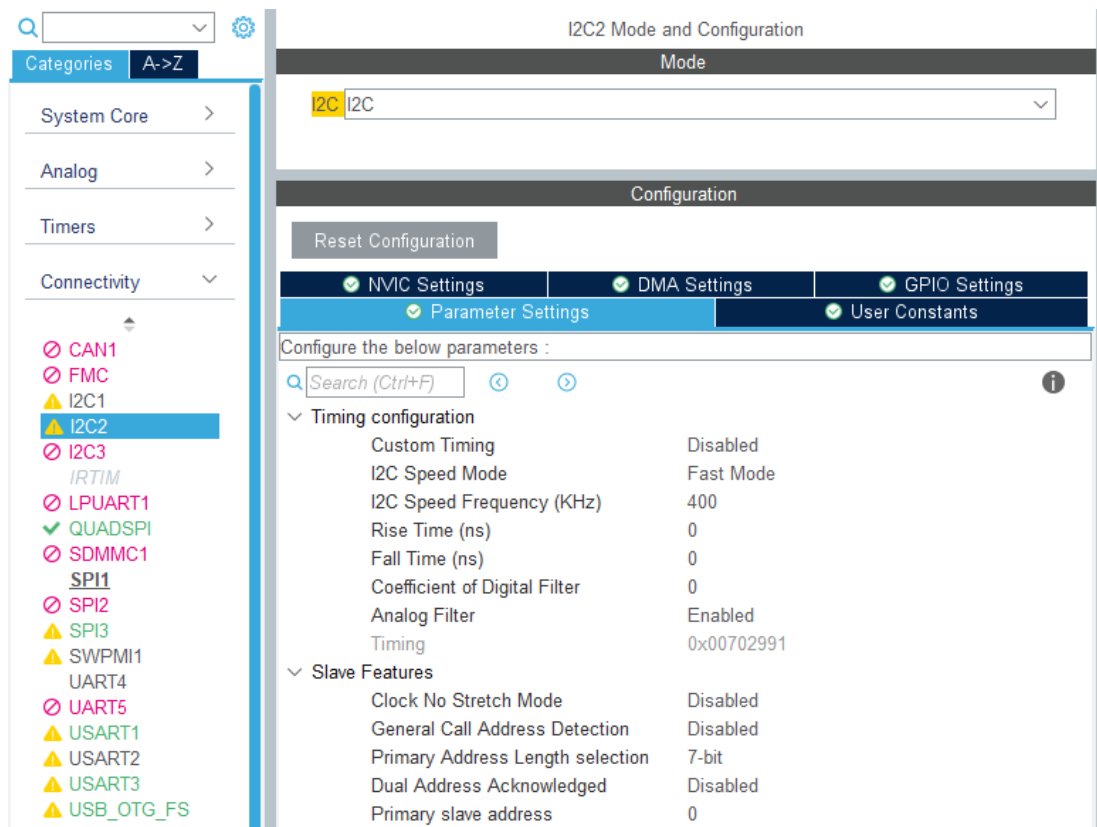 Categories
A->Z
System Core
Analog
Timers
Connectivity
CAN1
FMC
I2C1
I2C2
I2C3
IRTIM
LPUART1
QUADSPI
SDMMC1
SPI1
SPI2
SPI3
SWPMI1
UART4
UART5
USART1
USART2
USART3
USB_OTG_FS
I2C2 Mode and Configuration
Mode
I2C I2C
Configuration
Reset Configuration
NVIC Settings
DMA Settings
GPIO Settings
Parameter Settings
User Constants
Configure the below parameters :
Search (Ctrl+F)
Timing configuration
Custom Timing Disabled
I2C Speed Mode Fast Mode
I2C Speed Frequency (KHz) 400
Rise Time (ns) 0
Fall Time (ns) 0
Coefficient of Digital Filter 0
Analog Filter Enabled
Timing 0x00702991
Slave Features
Clock No Stretch Mode Disabled
General Call Address Detection Disabled
Primary Address Length selection 7-bit
Dual Address Acknowledged Disabled
Primary slave address 0